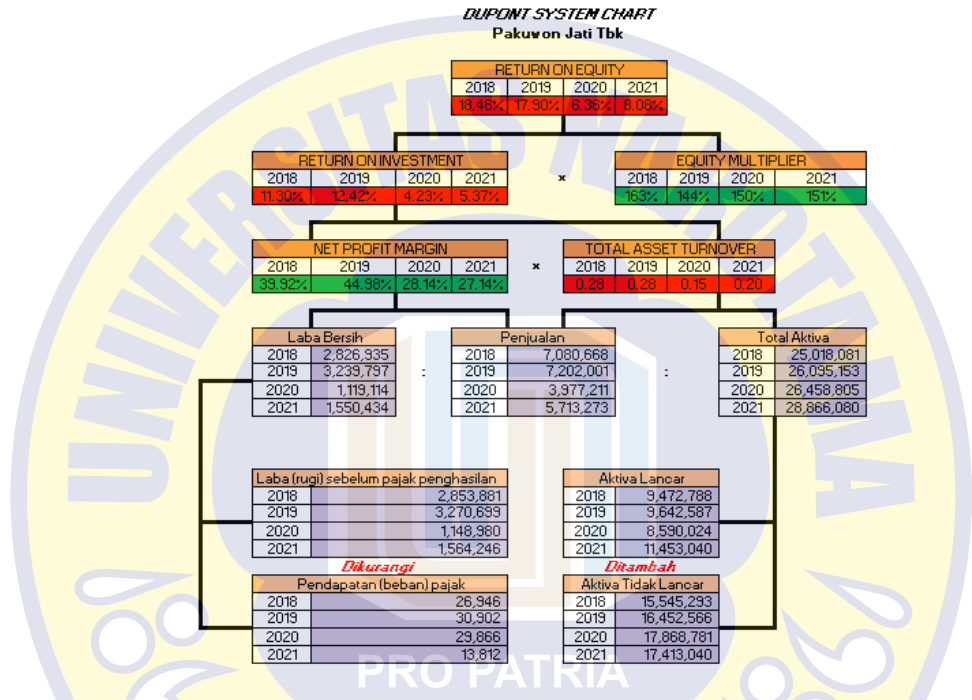 DUPONT SYSTEM CHART
Pakuwon Jati Tbk
RETURN ON EQUITY
2018 2019 2020 2021
18.46% 17.90% 6.36% 8.08%
RETURN ON INVESTMENT
2018 2019 2020 2021
11.30% 12.42% 4.23% 5.37%
x
EQUITY MULTIPLIER
2018 2019 2020 2021
163% 144% 150% 151%
NET PROFIT MARGIN
2018 2019 2020 2021
39.92% 44.98% 28.14% 27.14%
x
TOTAL ASSET TURNOVER
2018 2019 2020 2021
0.28 0.28 0.15 0.20
Laba Bersih
2018 2,826,935
2019 3,239,797
2020 1,119,114
2021 1,550,434
:
Penjualan
2018 7,080,668
2019 7,202,001
2020 3,977,211
2021 5,713,273
:
Total Aktiva
2018 25,018,081
2019 26,095,153
2020 26,458,805
2021 28,866,080
Laba (rugi) sebelum pajak penghasilan
2018 2,853,881
2019 3,270,699
2020 1,148,980
2021 1,564,246
Dikurangi
Pendapatan (beban) pajak
2018 26,946
2019 30,902
2020 29,866
2021 13,812
Aktiva Lancar
2018 9,472,788
2019 9,642,587
2020 8,590,024
2021 11,453,040
Ditambah
Aktiva Tidak Lancar
2018 15,545,293
2019 16,452,566
2020 17,868,781
2021 17,413,040
UNIVERSITAS NAROTAMA
PRO PATRIA